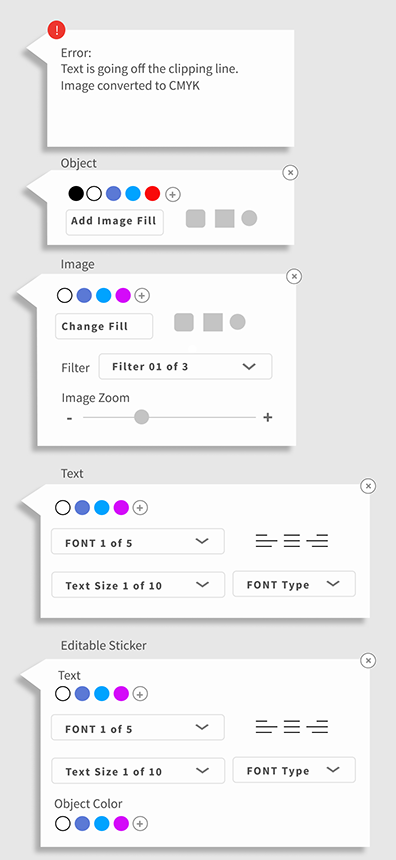 !
Error:
Text is going off the clipping line.
Image converted to CMYK
Object
Add Image Fill
Image
Change Fill
Filter
Filter 01 of 3
Image Zoom
- +
Text
FONT 1 of 5
Text Size 1 of 10
FONT Type
Editable Sticker
Text
FONT 1 of 5
Text Size 1 of 10
FONT Type
Object Color